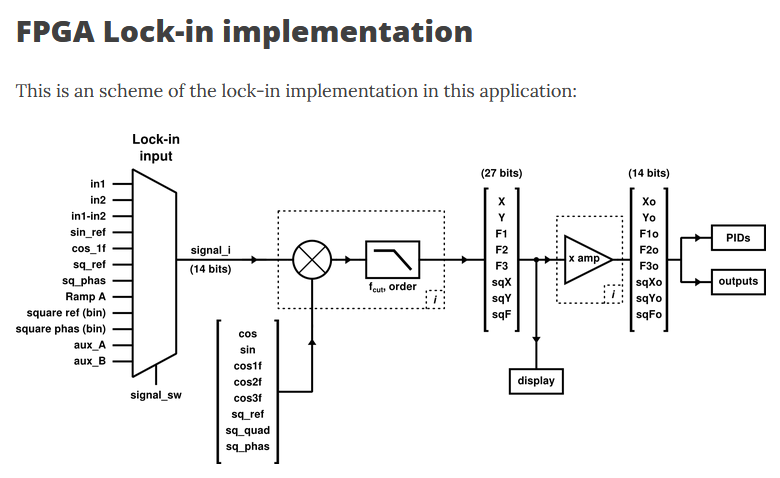 FPGA Lock-in implementation
This is an scheme of the lock-in implementation in this application:
Lock-in
input
in1
in2
in1-in2
sin_ref
cos_1f
sq_ref
sq_phas
Ramp A
square ref (bin)
square phas (bin)
aux_A
aux_B
signal_sw
signal_i
(14 bits)
cos
sin
cos1f
cos2f
cos3f
sq_ref
sq_quad
sq_phas
fcut, order
i
(27 bits)
X
Y
F1
F2
F3
sqX
sqY
sqF
display
x amp
i
(14 bits)
Xo
Yo
F1o
F2o
F3o
sqXo
sqYo
sqFo
PIDs
outputs